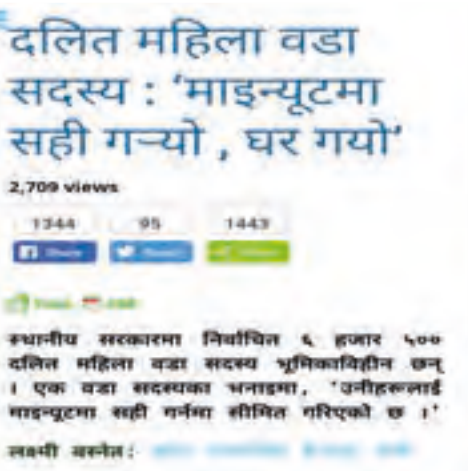 दलित महिला वडा
सदस्य : ‘माइन्यूटमा
सही गऱ्यो , घर गयो’
2,709 views
1344 95 1443
स्थानीय सरकारमा निर्वाचित ६ हजार ५००
दलित महिला वडा सदस्य भूमिकाविहीन छन्
। एक वडा सदस्यका भनाइमा, ‘उनीहरूलाई
माइन्यूटमा सही गर्नमा सीमित गरिएको छ ।’
लक्ष्मी बस्नेत: